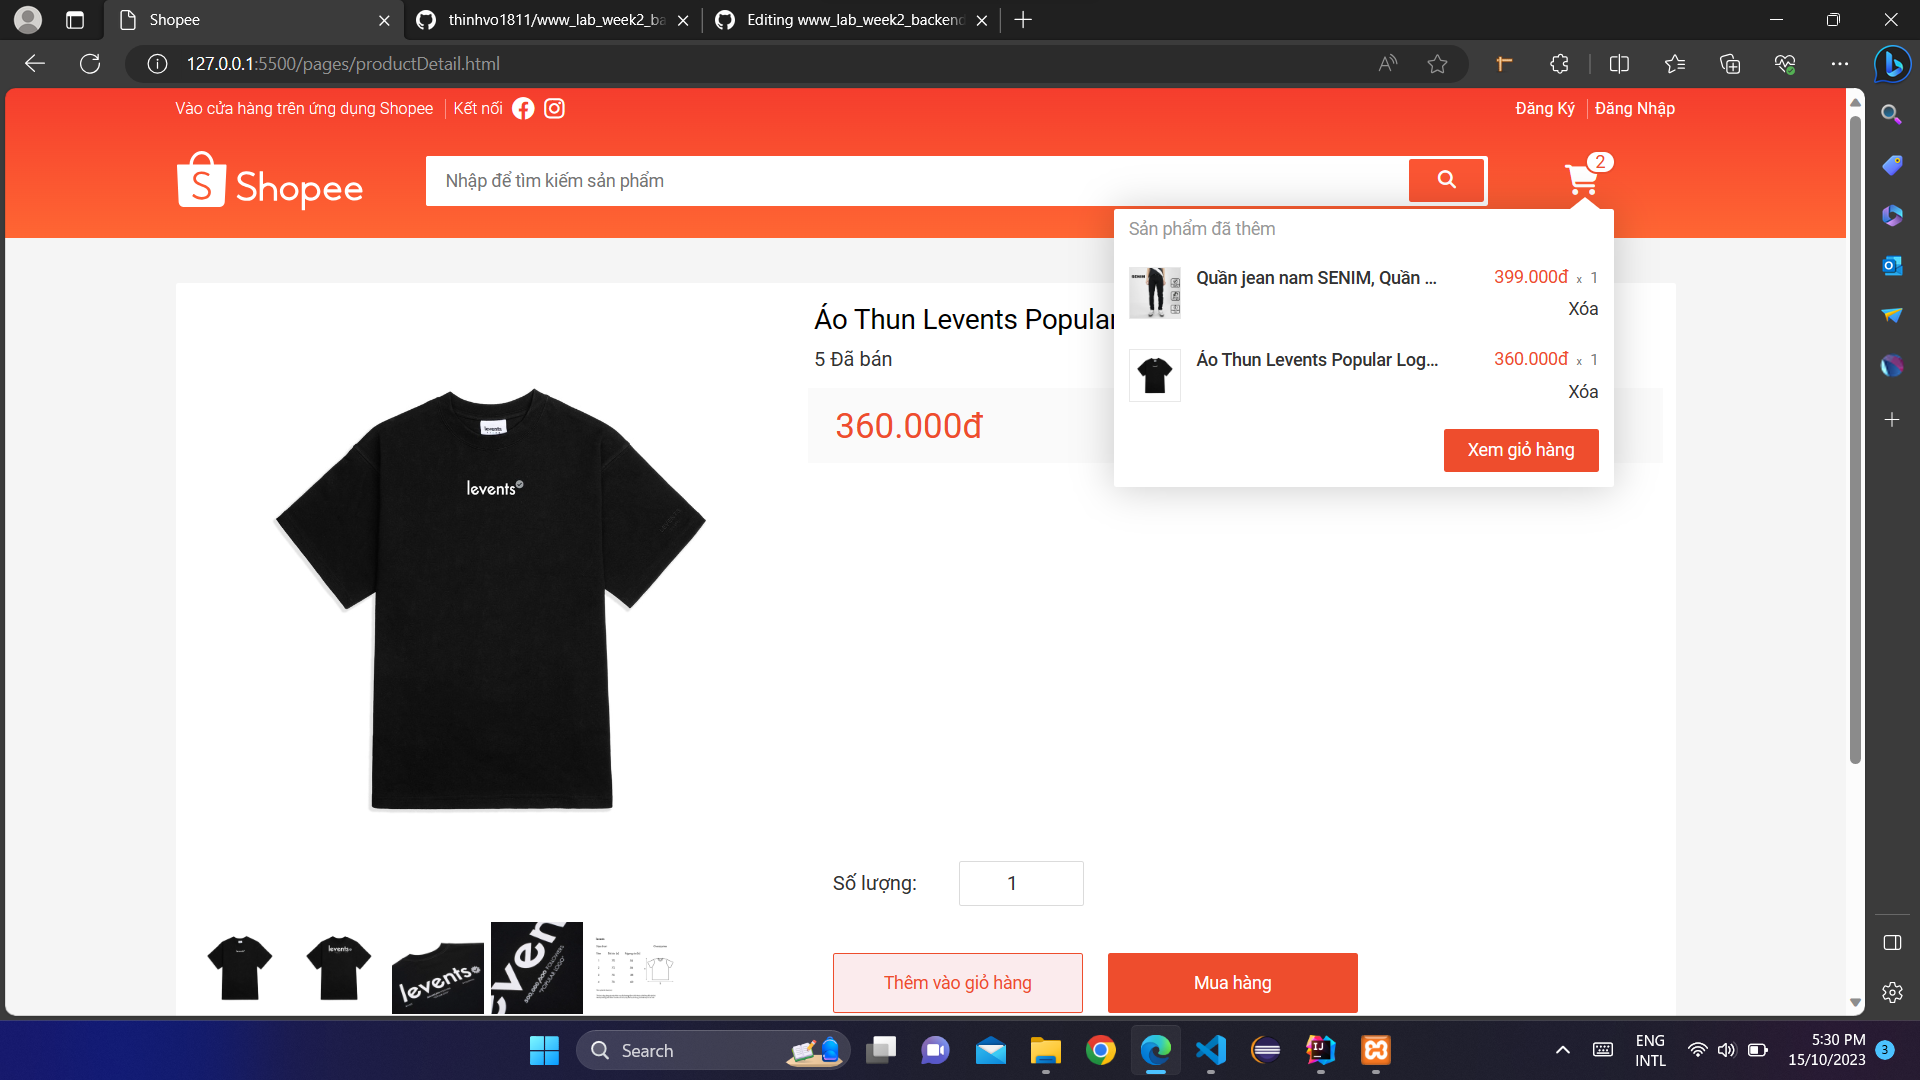 Shopee
thinhvo1811/www_lab_week2_ba
Editing www_lab_week2_backend
127.0.0.1:5500/pages/productDetail.html
Vào cửa hàng trên ứng dụng Shopee
Kết nối
Đăng Ký
Đăng Nhập
Shopee
Nhập để tìm kiếm sản phẩm
2
Sản phẩm đã thêm
Quần jean nam SENIM, Quần ...
399.000đ x 1
Xóa
Áo Thun Levents Popular Log...
360.000đ x 1
Xóa
Xem giỏ hàng
Áo Thun Levents Popular
5 Đã bán
360.000đ
levents
levents
Số lượng:
1
levents
levents
Thêm vào giỏ hàng
Mua hàng
Search
ENG
INTL
5:30 PM
15/10/2023
3